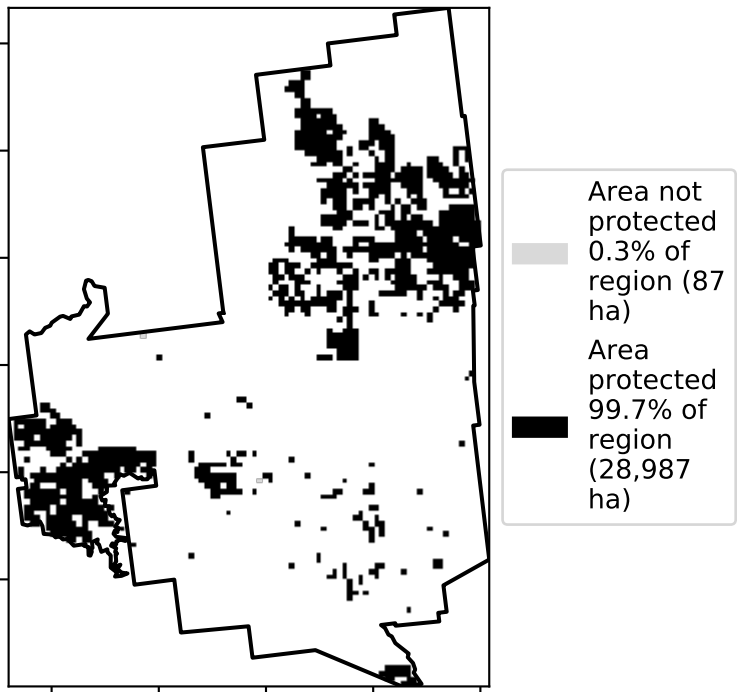 Area not
protected
0.3% of
region (87
ha)
Area
protected
99.7% of
region
(28,987
ha)